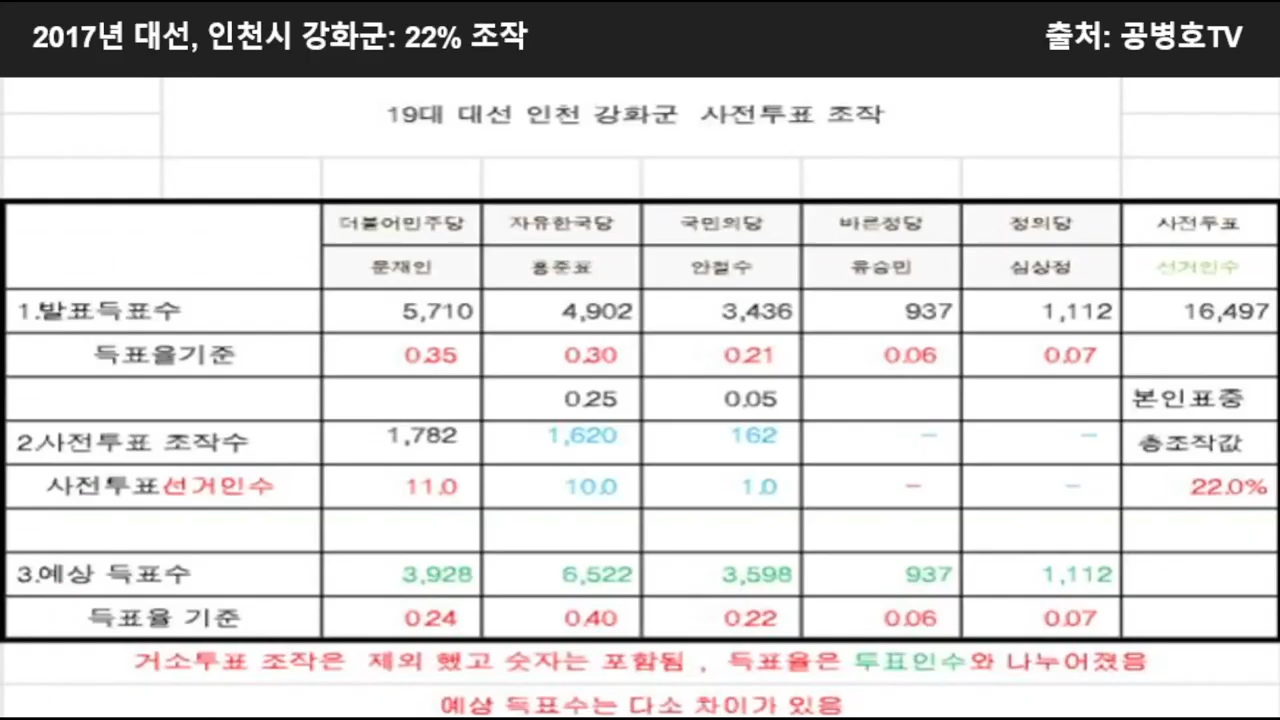 2017년 대선, 인천시 강화군: 22% 조작 출처: 공병호TV
19대 대선 인천 강화군 사전투표 조작
더불어민주당 자유한국당 국민의당 바른정당 정의당 사전투표
문재인 홍준표 안철수 유승민 심상정 선거인수
1.발표득표수 5,710 4,902 3,436 937 1,112 16,497
득표율기준 0.35 0.30 0.21 0.06 0.07
0.25 0.05 본인표중
2.사전투표 조작수 1,782 1,620 162 – – 총조작값
사전투표선거인수 11.0 10.0 1.0 – – 22.0%
3.예상 득표수 3,928 6,522 3,598 937 1,112
득표율 기준 0.24 0.40 0.22 0.06 0.07
거소투표 조작은 제외 했고 숫자는 포함됨 , 득표율은 투표인수와 나누어졌음
예상 득표수는 다소 차이가 있음